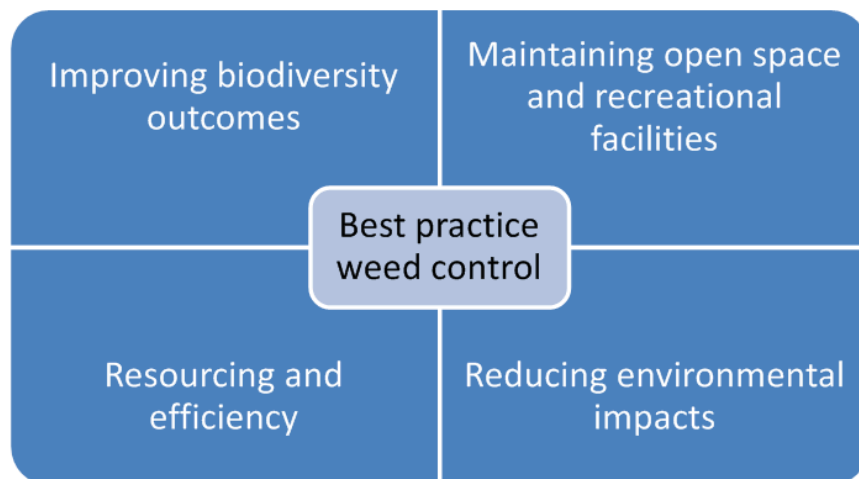 Improving biodiversity
outcomes
Maintaining open space
and recreational
facilities
Best practice
weed control
Resourcing and
efficiency
Reducing environmental
impacts